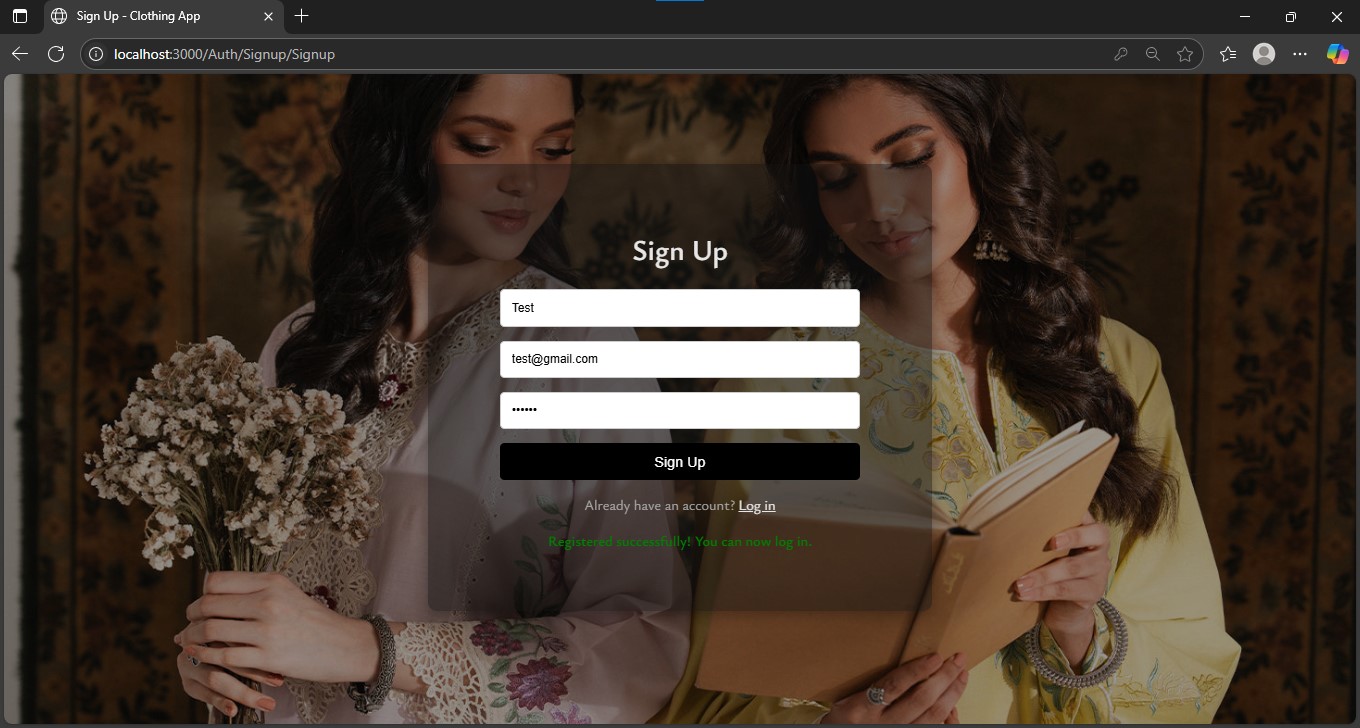 Sign Up - Clothing App
localhost:3000/Auth/Signup/Signup
Sign Up
Test
test@gmail.com
••••••
Sign Up
Already have an account? Log in
Registered successfully! You can now log in.